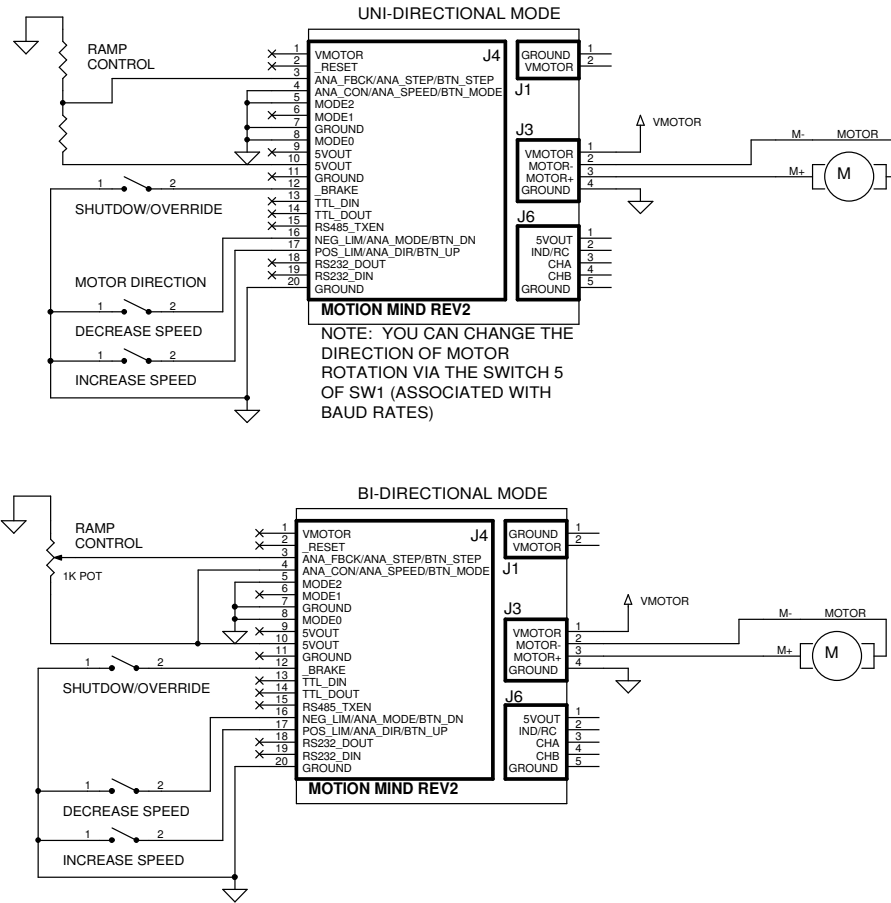 UNI-DIRECTIONAL MODE
RAMP
CONTROL
J4
1 VMOTOR
2 _RESET
3 ANA_FBCK/ANA_STEP/BTN_STEP
4 ANA_CON/ANA_SPEED/BTN_MODE
5 MODE2
6 MODE1
7 GROUND
8 MODE0
9 5VOUT
10 5VOUT
11 GROUND
12 _BRAKE
13 TTL_DIN
14 TTL_DOUT
15 RS485_TXEN
16 NEG_LIM/ANA_MODE/BTN_DN
17 POS_LIM/ANA_DIR/BTN_UP
18 RS232_DOUT
19 RS232_DIN
20 GROUND
GROUND 1
VMOTOR 2
J1
J3
VMOTOR 1
MOTOR- 2
MOTOR+ 3
GROUND 4
VMOTOR
M- MOTOR
M+ M
J6
5VOUT 1
IND/RC 2
CHA 3
CHB 4
GROUND 5
1 2
SHUTDOW/OVERRIDE
MOTOR DIRECTION
1 2
DECREASE SPEED
1 2
INCREASE SPEED
MOTION MIND REV2
NOTE: YOU CAN CHANGE THE
DIRECTION OF MOTOR
ROTATION VIA THE SWITCH 5
OF SW1 (ASSOCIATED WITH
BAUD RATES)
BI-DIRECTIONAL MODE
RAMP
CONTROL
1K POT
J4
1 VMOTOR
2 _RESET
3 ANA_FBCK/ANA_STEP/BTN_STEP
4 ANA_CON/ANA_SPEED/BTN_MODE
5 MODE2
6 MODE1
7 GROUND
8 MODE0
9 5VOUT
10 5VOUT
11 GROUND
12 _BRAKE
13 TTL_DIN
14 TTL_DOUT
15 RS485_TXEN
16 NEG_LIM/ANA_MODE/BTN_DN
17 POS_LIM/ANA_DIR/BTN_UP
18 RS232_DOUT
19 RS232_DIN
20 GROUND
GROUND 1
VMOTOR 2
J1
J3
VMOTOR 1
MOTOR- 2
MOTOR+ 3
GROUND 4
VMOTOR
M- MOTOR
M+ M
J6
5VOUT 1
IND/RC 2
CHA 3
CHB 4
GROUND 5
1 2
SHUTDOW/OVERRIDE
1 2
DECREASE SPEED
1 2
INCREASE SPEED
MOTION MIND REV2